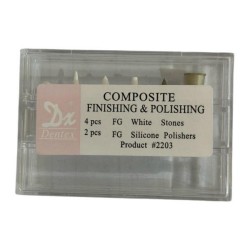 Dx
Dentex
COMPOSITE
FINISHING & POLISHING
4 pcs FG White Stones
2 pcs FG Silicone Polishers
Product #2203